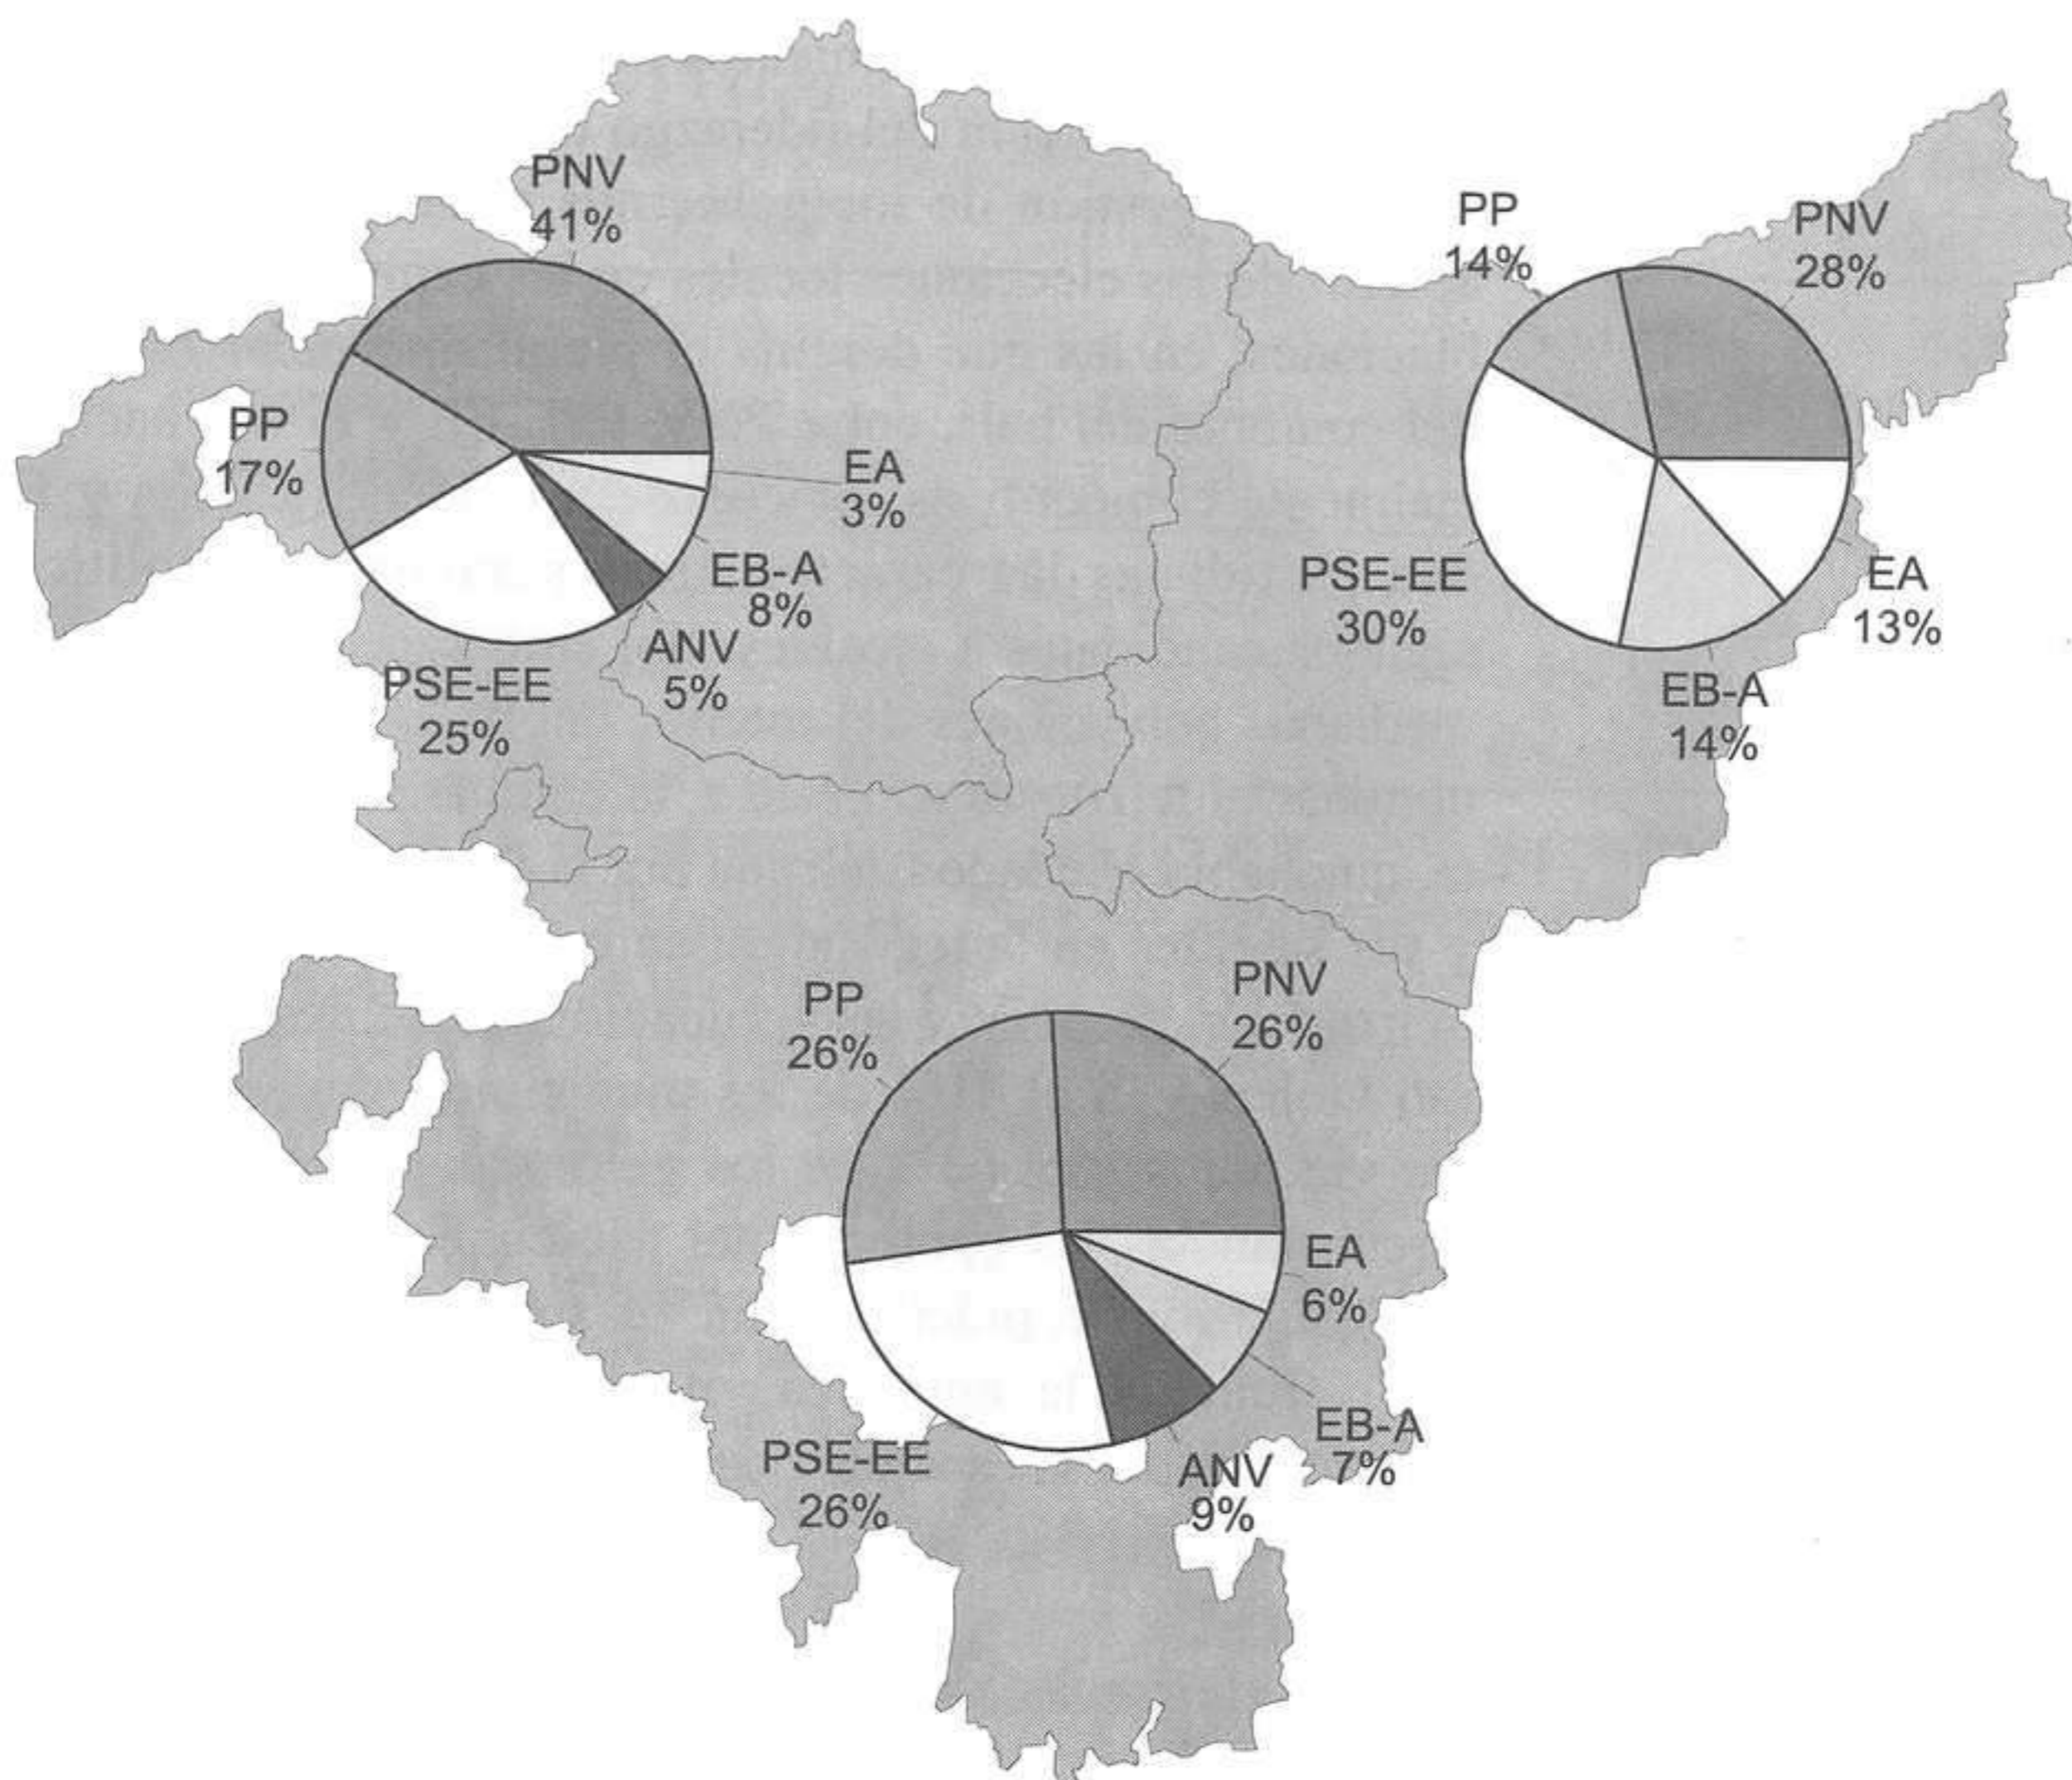 PNV
41%
PP
17%
EA
3%
EB-A
8%
ANV
5%
PSE-EE
25%
PP
14%
PNV
28%
PSE-EE
30%
EA
13%
EB-A
14%
PP
26%
PNV
26%
EA
6%
EB-A
7%
ANV
9%
PSE-EE
26%